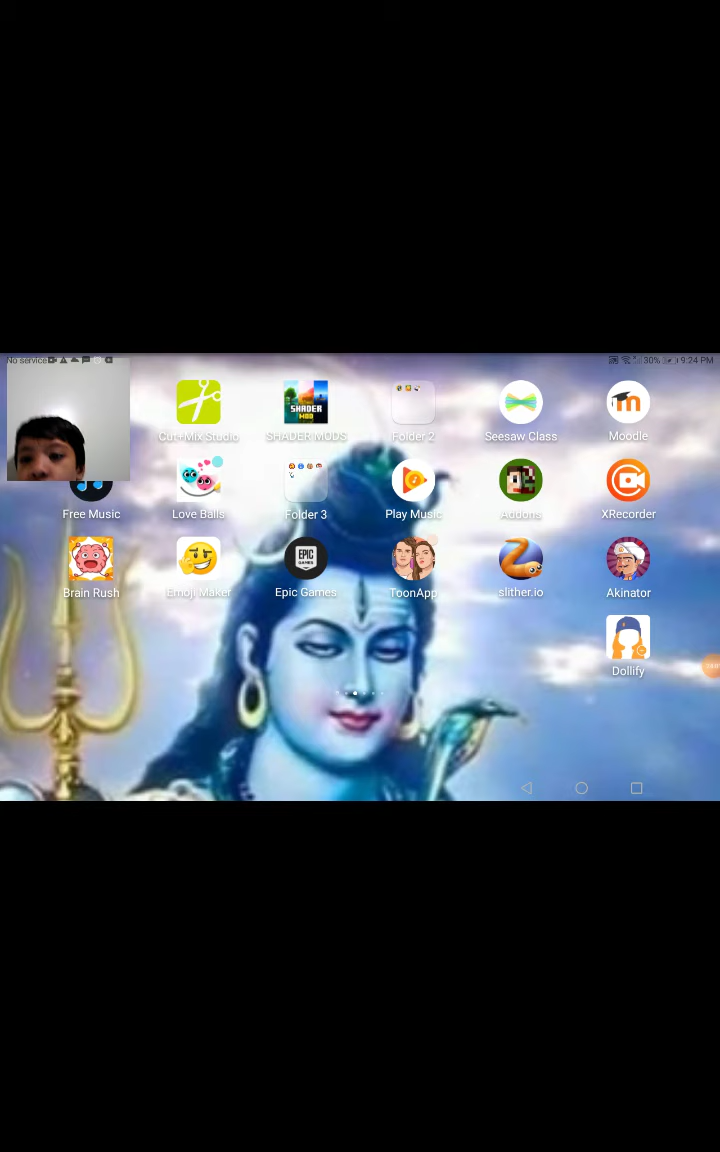 No service 30% 9:24 PM
Cut+Mix Studio SHADER MODS Folder 2 Seesaw Class Moodle
SHADER
MOD
Free Music Love Balls Folder 3 Play Music Addons XRecorder
EPIC
GAMES
Brain Rush Emoji Maker Epic Games ToonApp slither.io Akinator
Dollify